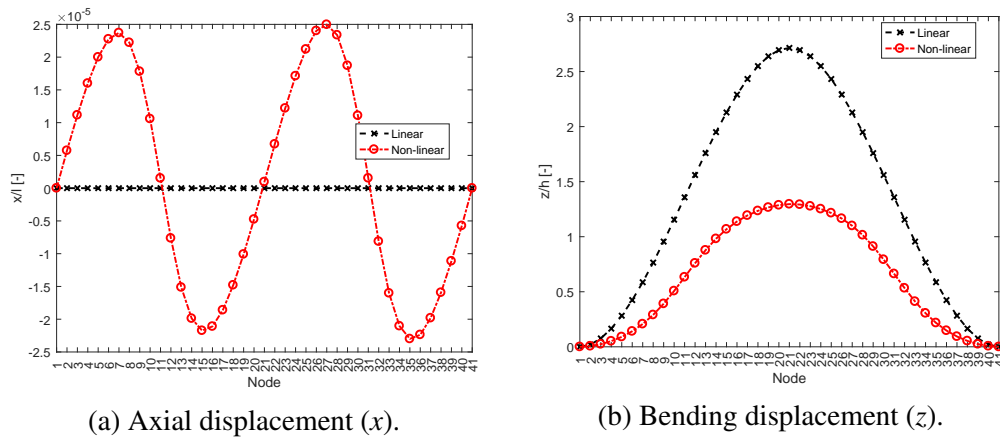 2.5 ×10⁻⁵
2
1.5
1
0.5
0
-0.5
-1
-1.5
-2
-2.5
x/l [-]
Linear
Non-linear
1 2 3 4 5 6 7 8 9 10 11 12 13 14 15 16 17 18 19 20 21 22 23 24 25 26 27 28 29 30 31 32 33 34 35 36 37 38 39 40 41
Node
(a) Axial displacement (x).
3
2.5
2
1.5
1
0.5
0
z/h [-]
Linear
Non-linear
1 2 3 4 5 6 7 8 9 10 11 12 13 14 15 16 17 18 19 20 21 22 23 24 25 26 27 28 29 30 31 32 33 34 35 36 37 38 39 40 41
Node
(b) Bending displacement (z).